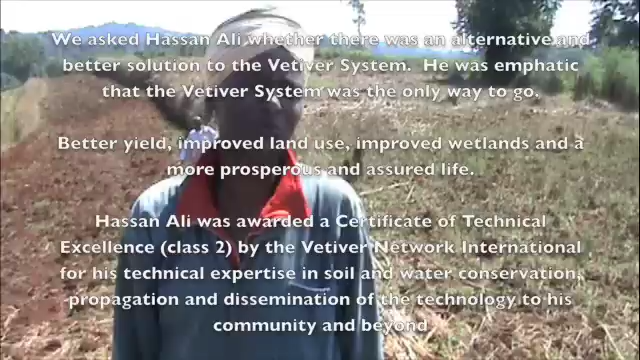 We asked Hassan Ali whether there was an alternative and
better solution to the Vetiver System. He was emphatic
that the Vetiver System was the only way to go.
Better yield, improved land use, improved wetlands and a
more prosperous and assured life.
Hassan Ali was awarded a Certificate of Technical
Excellence (class 2) by the Vetiver Network International
for his technical expertise in soil and water conservation,
propagation and dissemination of the technology to his
community and beyond